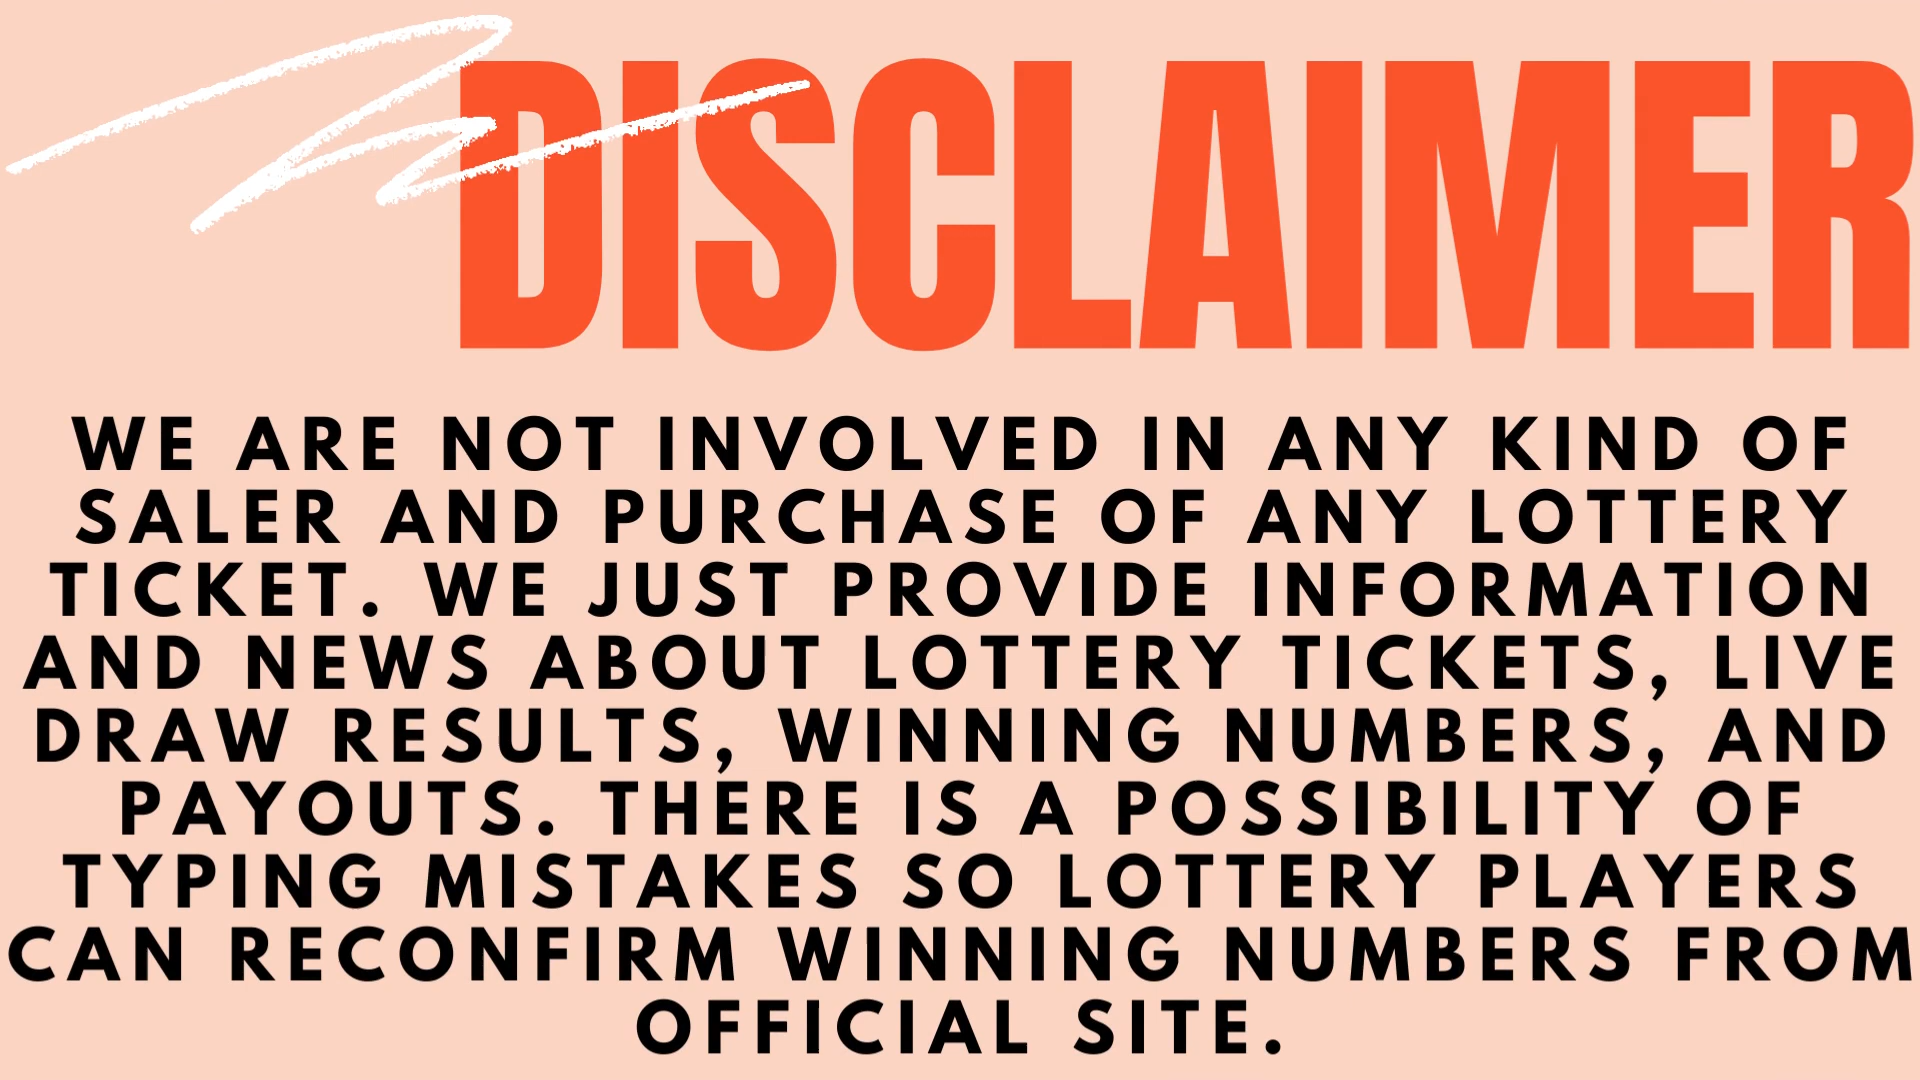 DISCLAIMER
WE ARE NOT INVOLVED IN ANY KIND OF
SALER AND PURCHASE OF ANY LOTTERY
TICKET. WE JUST PROVIDE INFORMATION
AND NEWS ABOUT LOTTERY TICKETS, LIVE
DRAW RESULTS, WINNING NUMBERS, AND
PAYOUTS. THERE IS A POSSIBILITY OF
TYPING MISTAKES SO LOTTERY PLAYERS
CAN RECONFIRM WINNING NUMBERS FROM
OFFICIAL SITE.